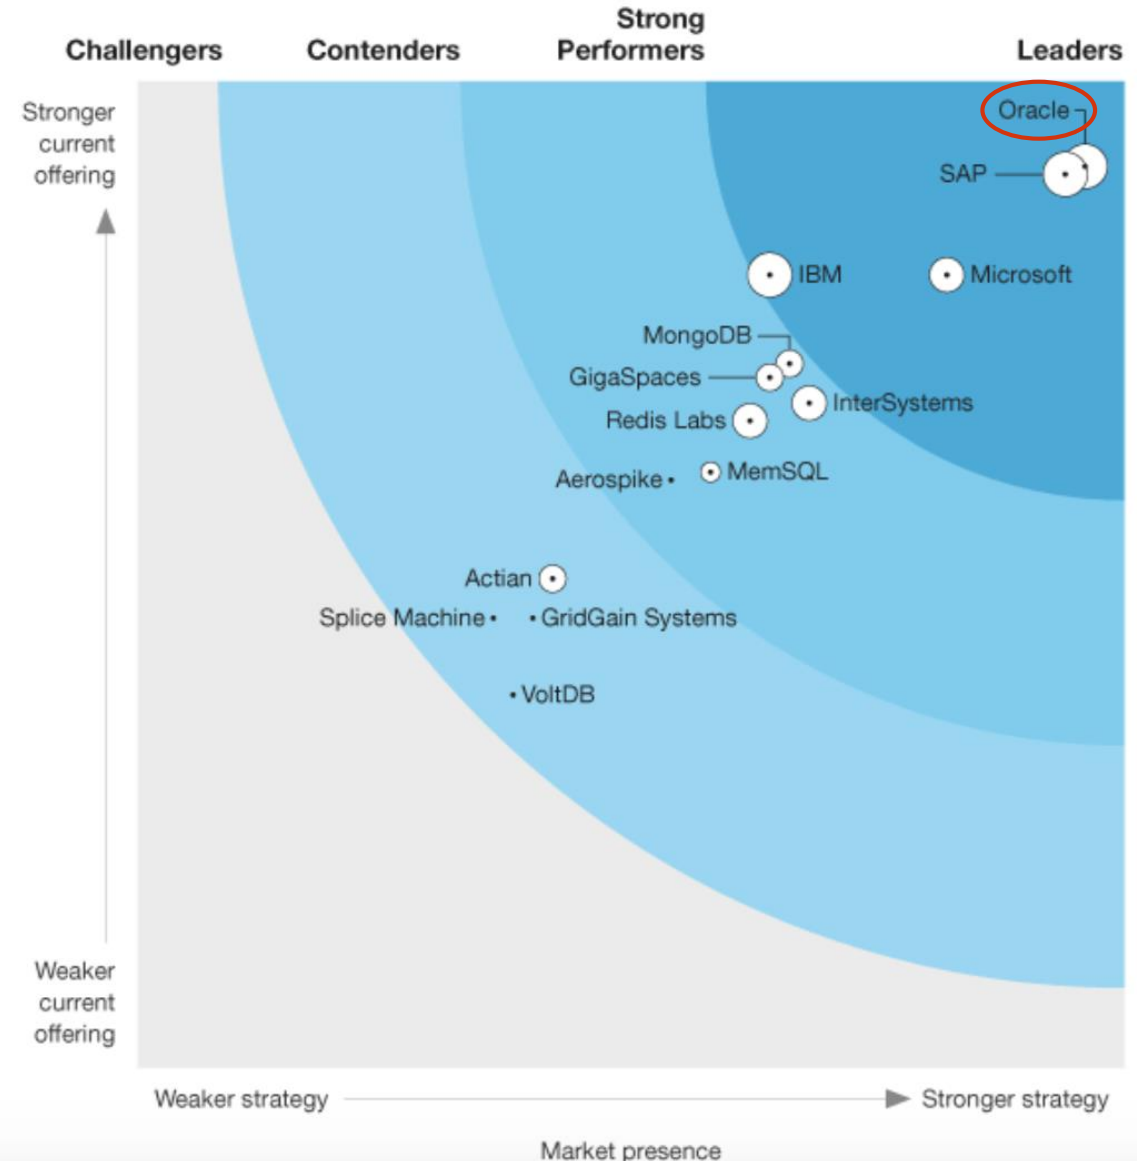 Challengers
Contenders
Strong
Performers
Leaders
Stronger
current
offering
Oracle
SAP
IBM
Microsoft
MongoDB
GigaSpaces
InterSystems
Redis Labs
MemSQL
Aerospike
Actian
Splice Machine
GridGain Systems
VoltDB
Weaker
current
offering
Weaker strategy
Stronger strategy
Market presence